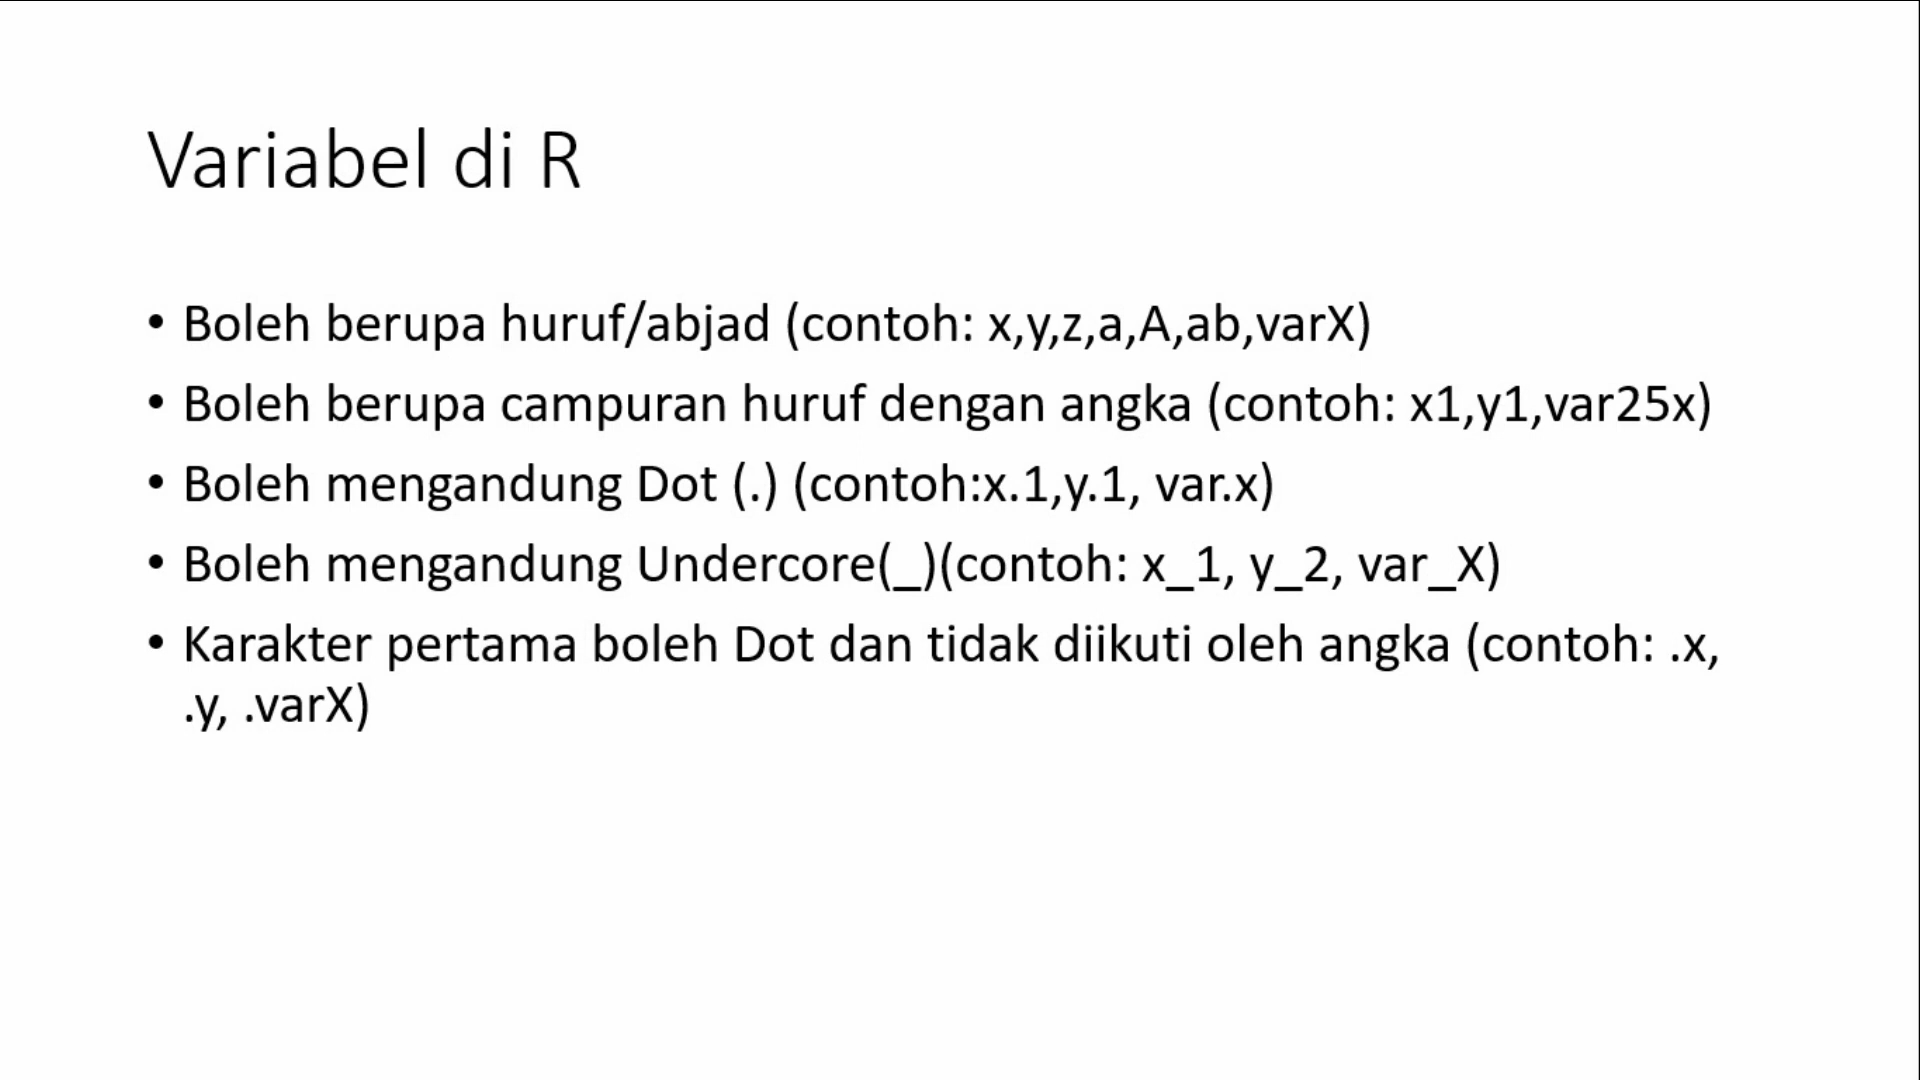 Variabel di R
• Boleh berupa huruf/abjad (contoh: x,y,z,a,A,ab,varX)
• Boleh berupa campuran huruf dengan angka (contoh: x1,y1,var25x)
• Boleh mengandung Dot (.) (contoh:x.1,y.1, var.x)
• Boleh mengandung Undercore(_)(contoh: x_1, y_2, var_X)
• Karakter pertama boleh Dot dan tidak diikuti oleh angka (contoh: .x,
.y, .varX)